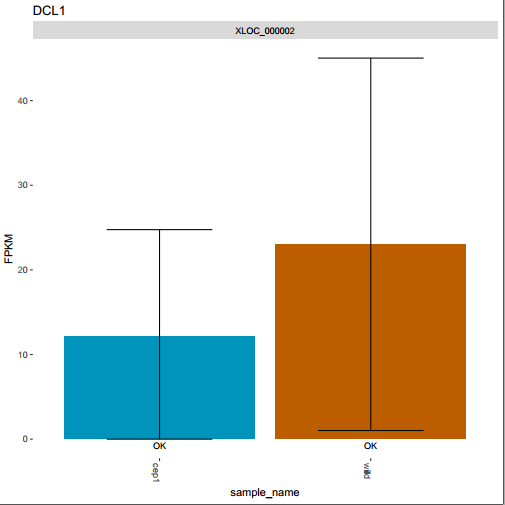 DCL1
XLOC_000002
40
30
20
10
0
FPKM
OK
OK
cep1
wild
sample_name